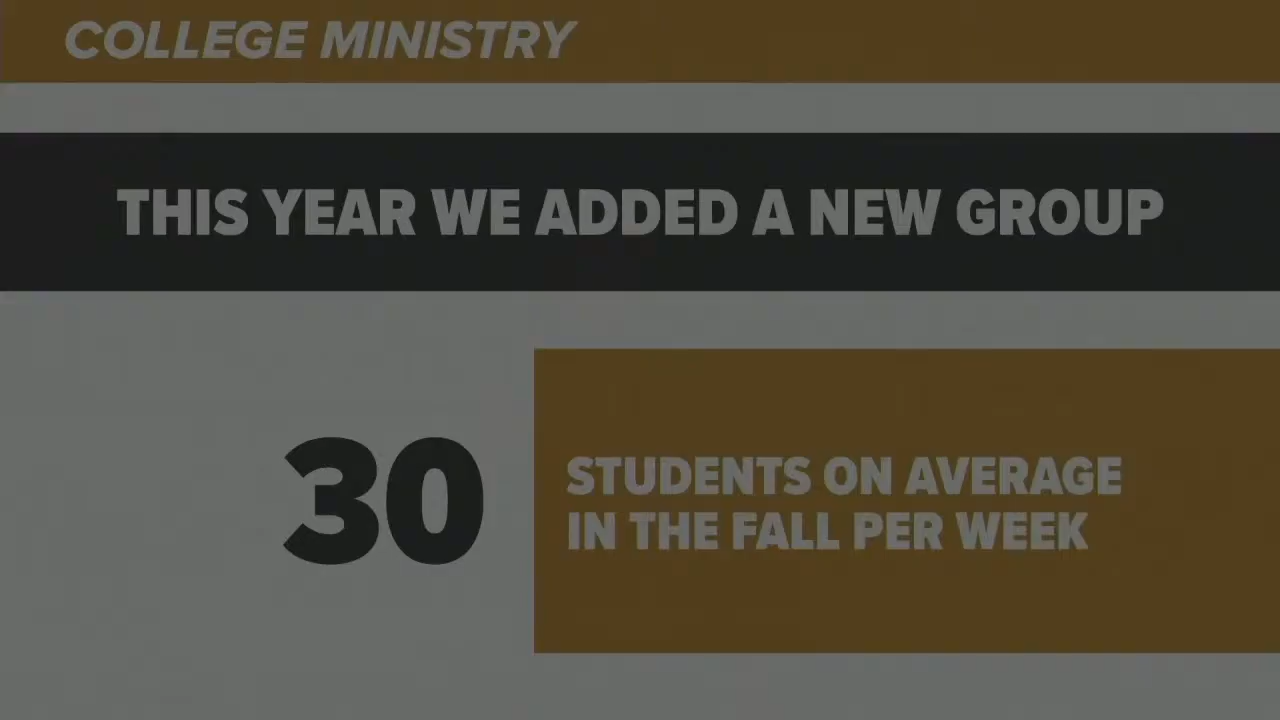 COLLEGE MINISTRY
THIS YEAR WE ADDED A NEW GROUP
30
STUDENTS ON AVERAGE
IN THE FALL PER WEEK